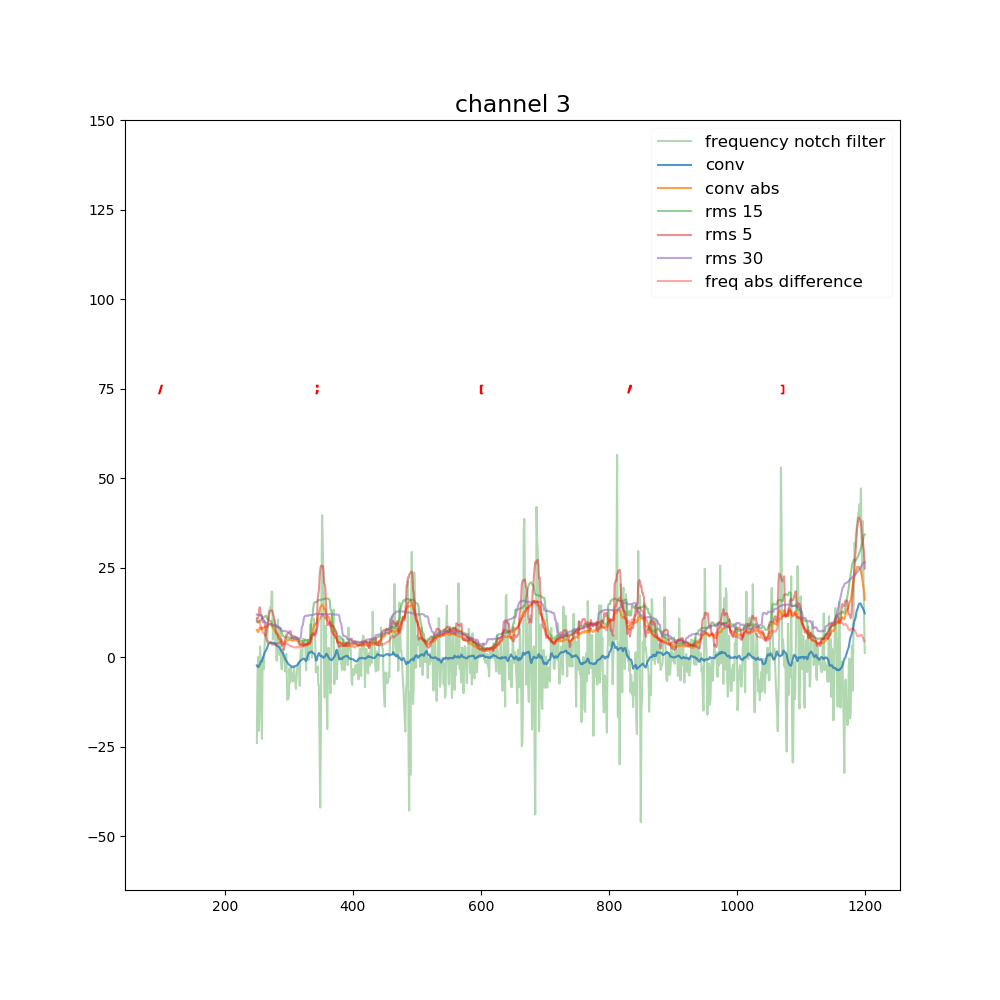 channel 3
150
frequency notch filter
conv
conv abs
rms 15
rms 5
rms 30
freq abs difference
125
100
75
/ ; [ / ]
50
25
0
−25
−50
200 400 600 800 1000 1200